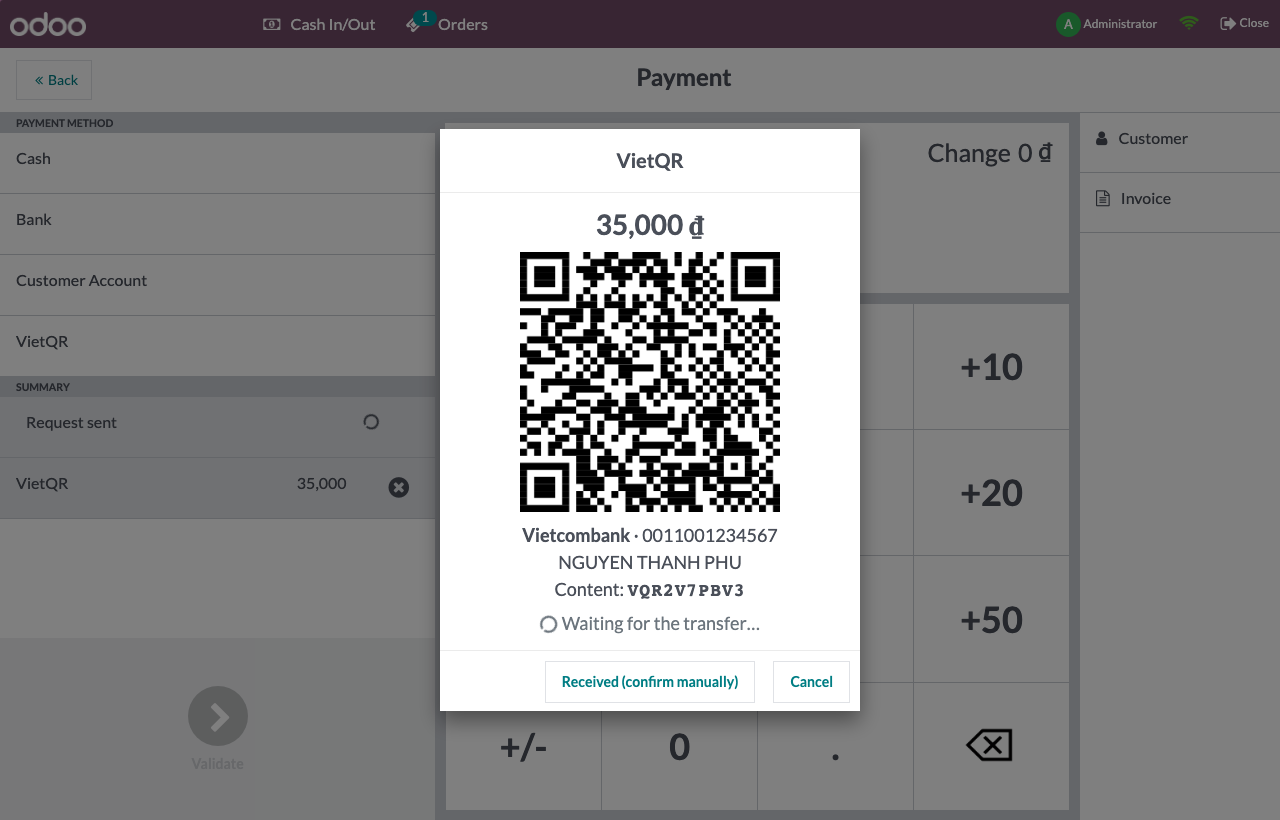 odoo
Cash In/Out
1
Orders
A Administrator
Close
« Back
Payment
PAYMENT METHOD
Cash
Bank
Customer Account
VietQR
SUMMARY
Request sent
VietQR 35,000
Validate
Change 0 ₫
Customer
Invoice
VietQR
35,000 ₫
Vietcombank · 0011001234567
NGUYEN THANH PHU
Content: VQR2V7PBV3
Waiting for the transfer...
Received (confirm manually)
Cancel
+10
+20
+50
+/-
0
.